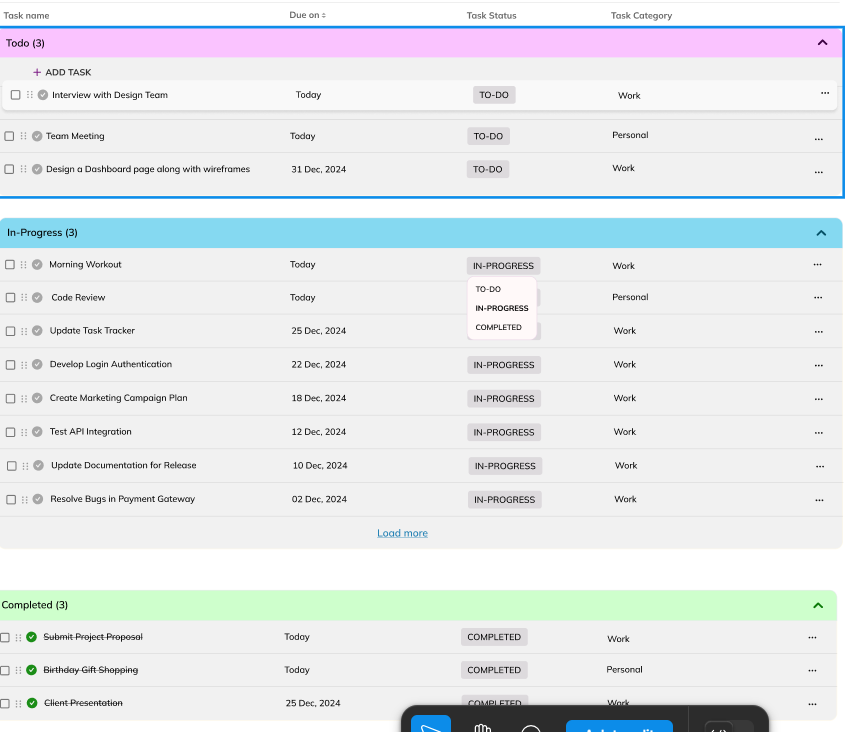 Task name Due on Task Status Task Category
Todo (3)
+ ADD TASK
Interview with Design Team Today TO-DO Work ...
Team Meeting Today TO-DO Personal ...
Design a Dashboard page along with wireframes 31 Dec, 2024 TO-DO Work ...
In-Progress (3)
Morning Workout Today IN-PROGRESS Work ...
Code Review Today Personal ...
TO-DO
IN-PROGRESS
COMPLETED
Update Task Tracker 25 Dec, 2024 Work ...
Develop Login Authentication 22 Dec, 2024 IN-PROGRESS Work ...
Create Marketing Campaign Plan 18 Dec, 2024 IN-PROGRESS Work ...
Test API Integration 12 Dec, 2024 IN-PROGRESS Work ...
Update Documentation for Release 10 Dec, 2024 IN-PROGRESS Work ...
Resolve Bugs in Payment Gateway 02 Dec, 2024 IN-PROGRESS Work ...
Load more
Completed (3)
Submit Project Proposal Today COMPLETED Work ...
Birthday Gift Shopping Today COMPLETED Personal ...
Client Presentation 25 Dec, 2024 COMPLETED Work ...